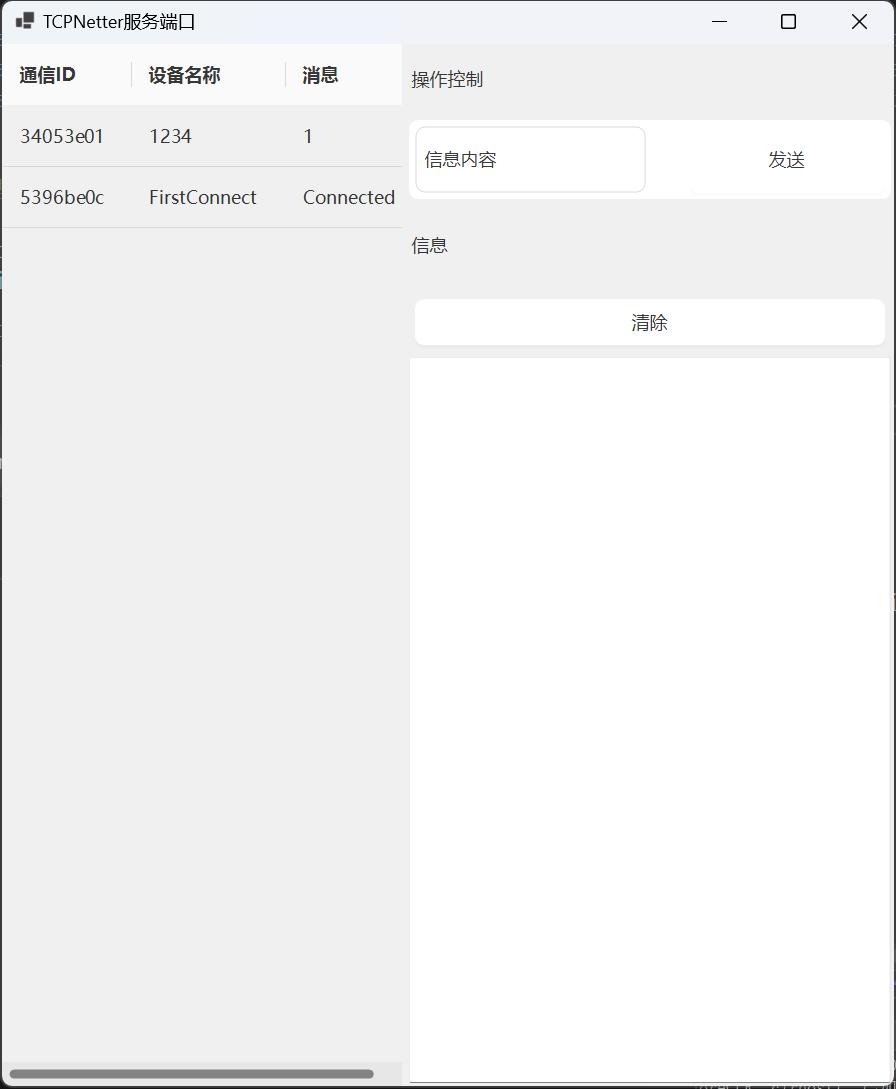 TCPNetter服务端口
通信ID 设备名称 消息
34053e01 1234 1
5396be0c FirstConnect Connected
操作控制
信息内容 发送
信息
清除